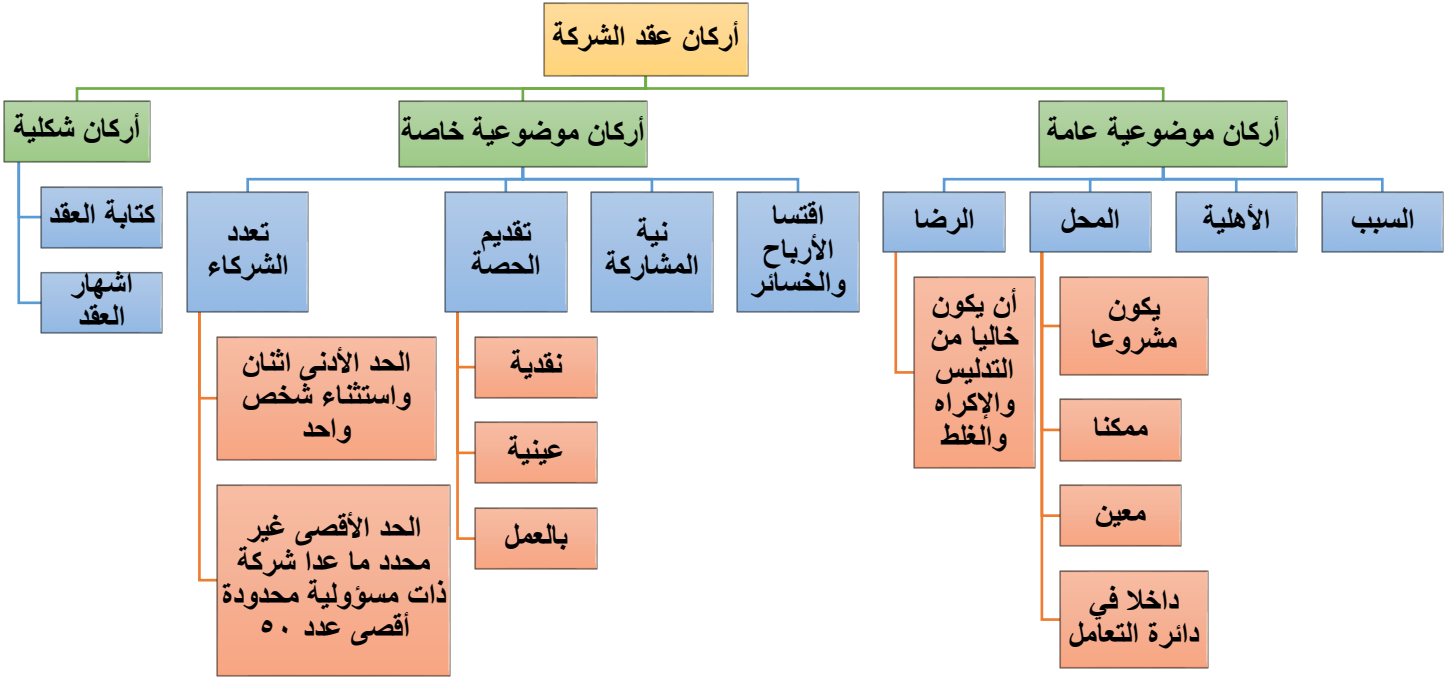 أركان عقد الشركة
أركان موضوعية عامة
أركان موضوعية خاصة
أركان شكلية
السبب
الأهلية
المحل
الرضا
يكون
مشروعا
ممكنا
معين
داخلا في
دائرة التعامل
أن يكون
خاليا من
التدليس
والإكراه
والغلط
اقتسا
الأرباح
والخسائر
نية
المشاركة
تقديم
الحصة
نقدية
عينية
بالعمل
تعدد
الشركاء
الحد الأدنى اثنان
واستثناء شخص
واحد
الحد الأقصى غير
محدد ما عدا شركة
ذات مسؤولية محدودة
أقصى عدد ٥٠
كتابة العقد
اشهار
العقد